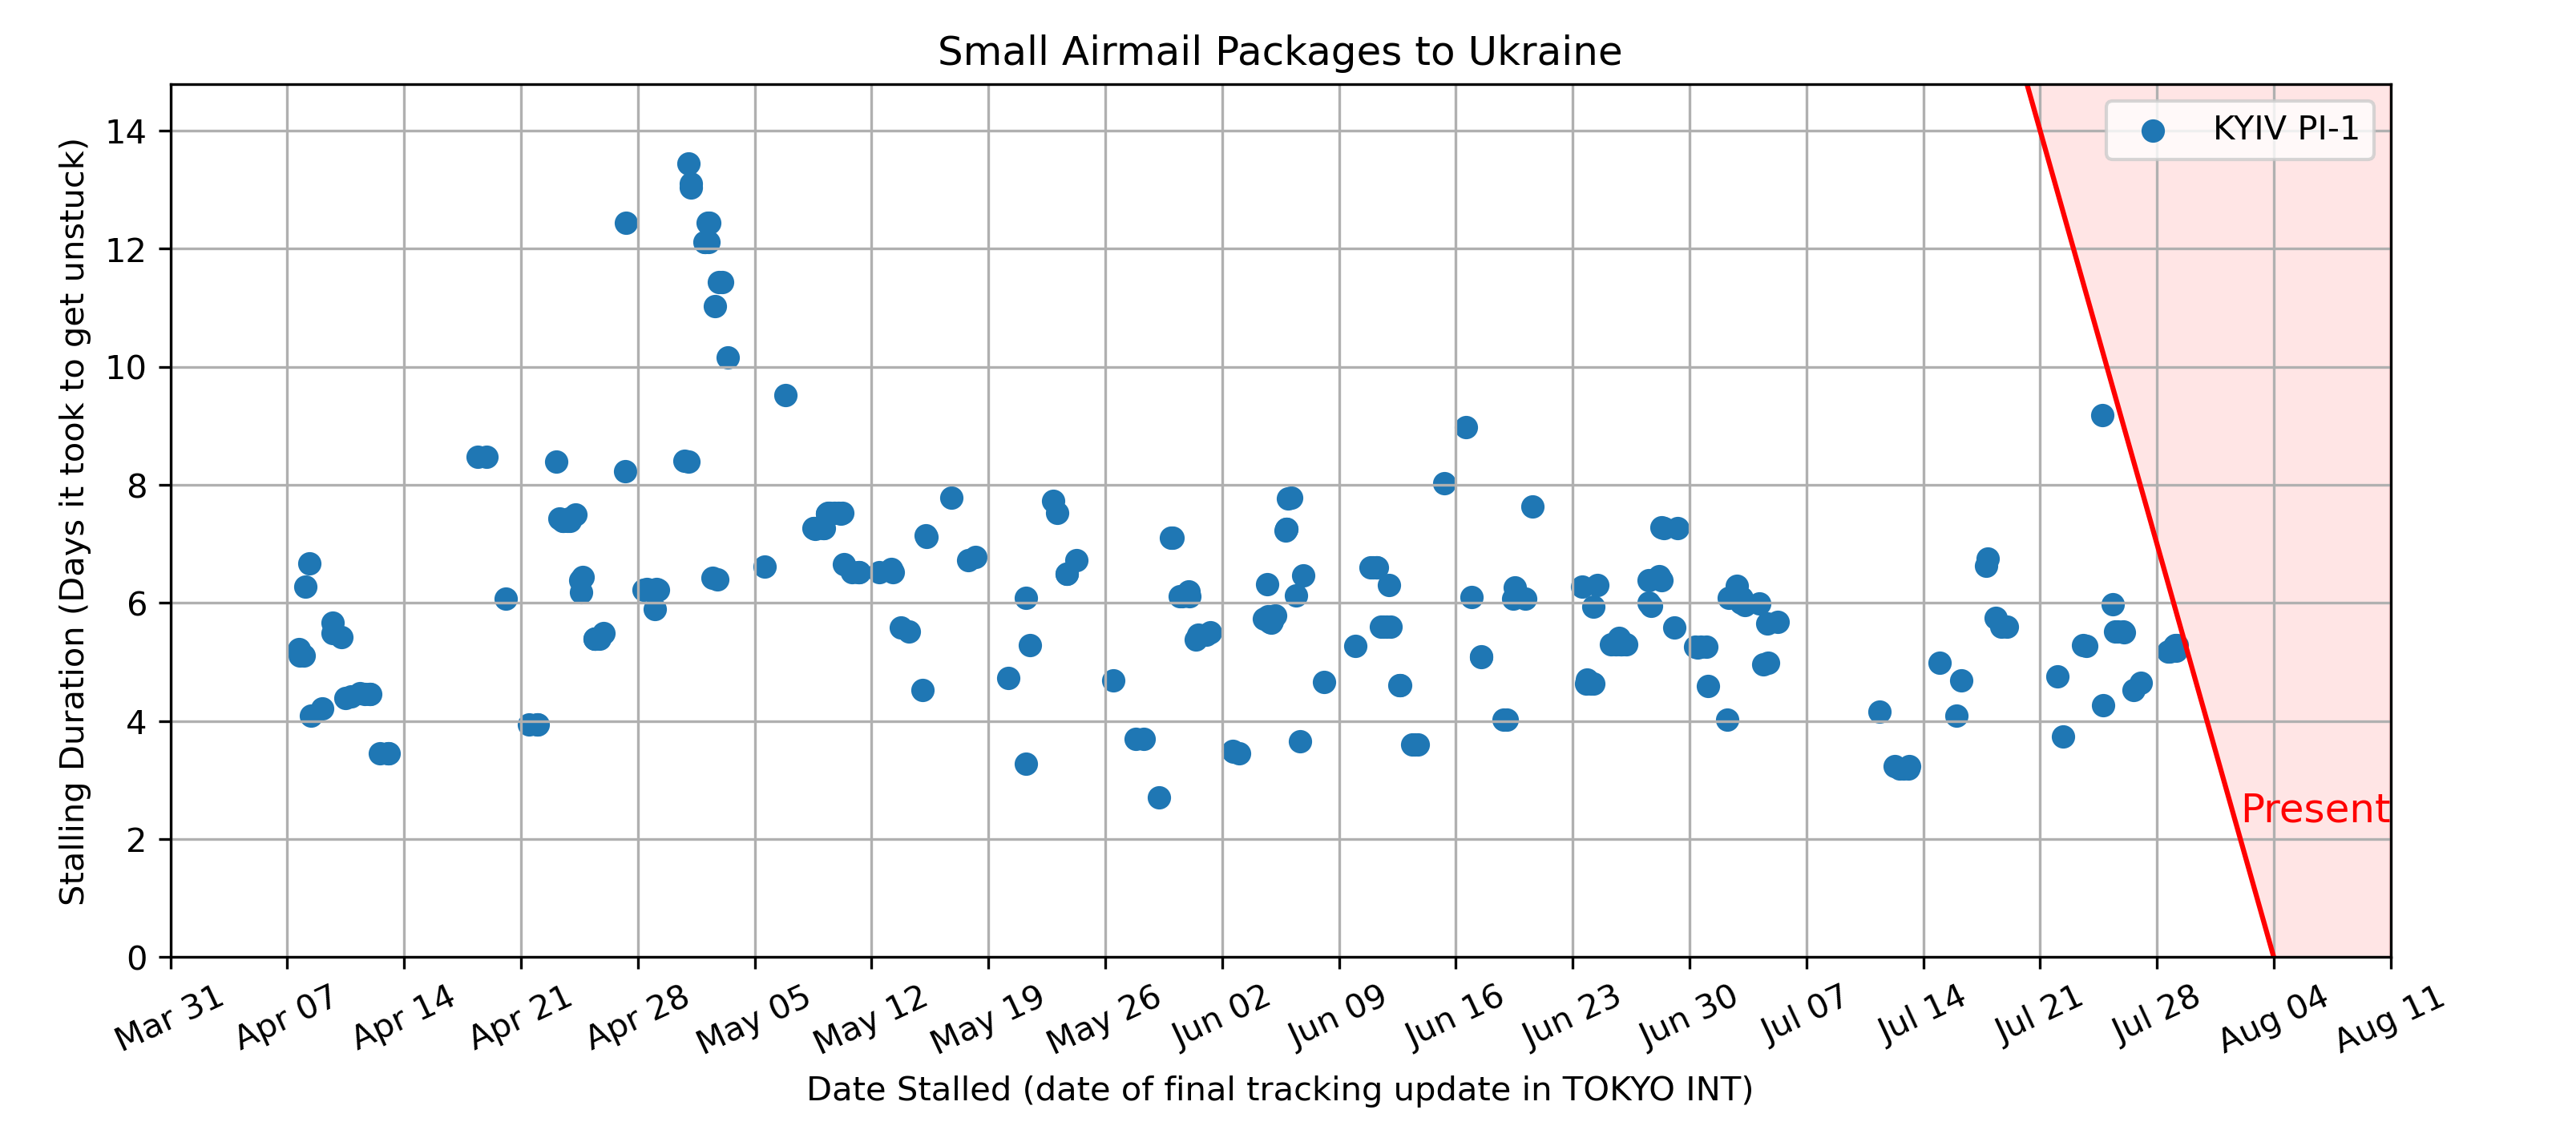 Small Airmail Packages to Ukraine
KYIV PI-1
Stalling Duration (Days it took to get unstuck)
14
12
10
8
6
4
2
0
Present
Mar 31
Apr 07
Apr 14
Apr 21
Apr 28
May 05
May 12
May 19
May 26
Jun 02
Jun 09
Jun 16
Jun 23
Jun 30
Jul 07
Jul 14
Jul 21
Jul 28
Aug 04
Aug 11
Date Stalled (date of final tracking update in TOKYO INT)